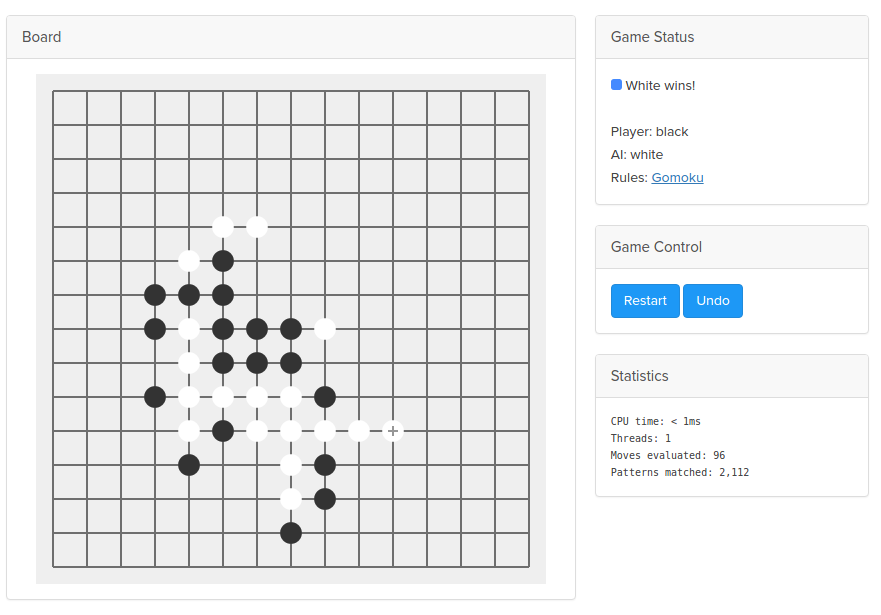 Board
Game Status
White wins!
Player: black
AI: white
Rules: Gomoku
Game Control
Restart
Undo
Statistics
CPU time: < 1ms
Threads: 1
Moves evaluated: 96
Patterns matched: 2,112